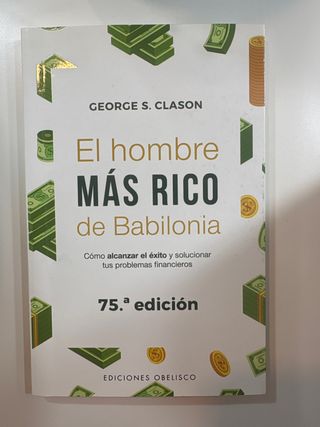 GEORGE S. CLASON
El hombre
MÁS RICO
de Babilonia
Cómo alcanzar el éxito y solucionar
tus problemas financieros
75.ª edición
EDICIONES OBELISCO